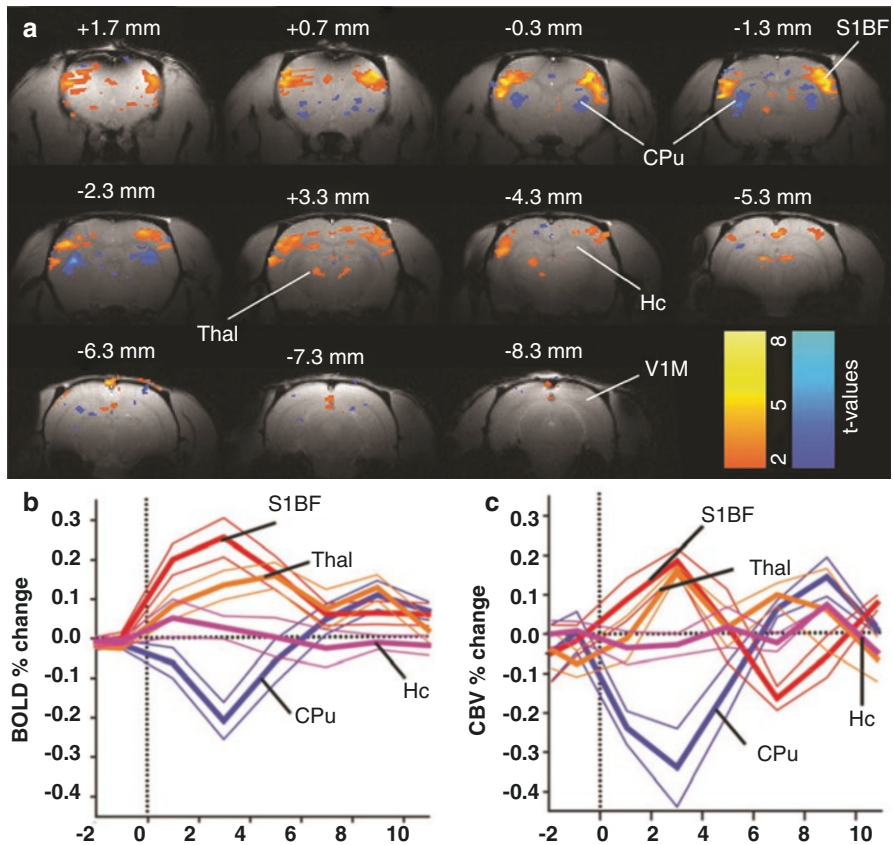 a
+1.7 mm +0.7 mm -0.3 mm -1.3 mm S1BF
CPu
-2.3 mm +3.3 mm -4.3 mm -5.3 mm
Thal Hc
-6.3 mm -7.3 mm -8.3 mm V1M
8
5
2
t-values
b
S1BF
Thal
CPu
Hc
BOLD % change
0.3
0.2
0.1
0.0
-0.1
-0.2
-0.3
-0.4
-2 0 2 4 6 8 10
c
S1BF
Thal
CPu
Hc
CBV % change
0.3
0.2
0.1
0.0
-0.1
-0.2
-0.3
-0.4
-2 0 2 4 6 8 10